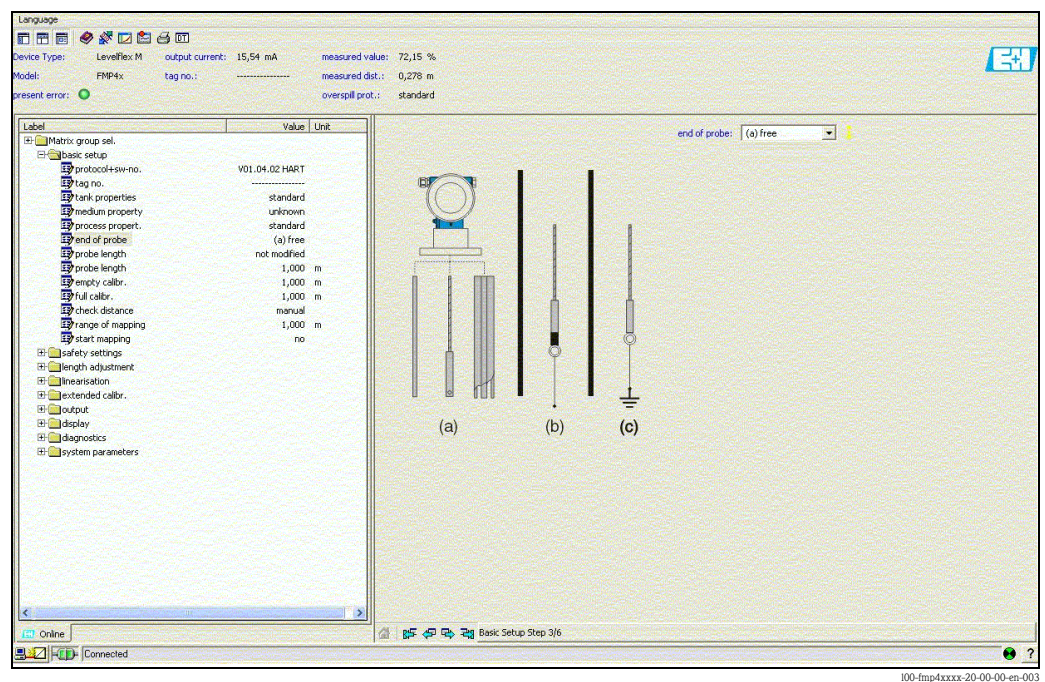 Language
Device Type: Levelflex M output current: 15,54 mA measured value: 72,15 %
Model: FMP4x tag no.: ---------------- measured dist.: 0,278 m
present error: overspill prot.: standard
E+H
Label Value Unit
Matrix group sel.
basic setup
protocol+sw-no. V01.04.02 HART
tag no. ----------------
tank properties standard
medium property unknown
process propert. standard
end of probe (a) free
probe length not modified
probe length 1,000 m
empty calibr. 1,000 m
full calibr. 1,000 m
check distance manual
range of mapping 1,000 m
start mapping no
safety settings
length adjustment
linearisation
extended calibr.
output
display
diagnostics
system parameters
end of probe: (a) free
(a) (b) (c)
Online
Basic Setup Step 3/6
Connected
?
l00-fmp4xxxx-20-00-00-en-003